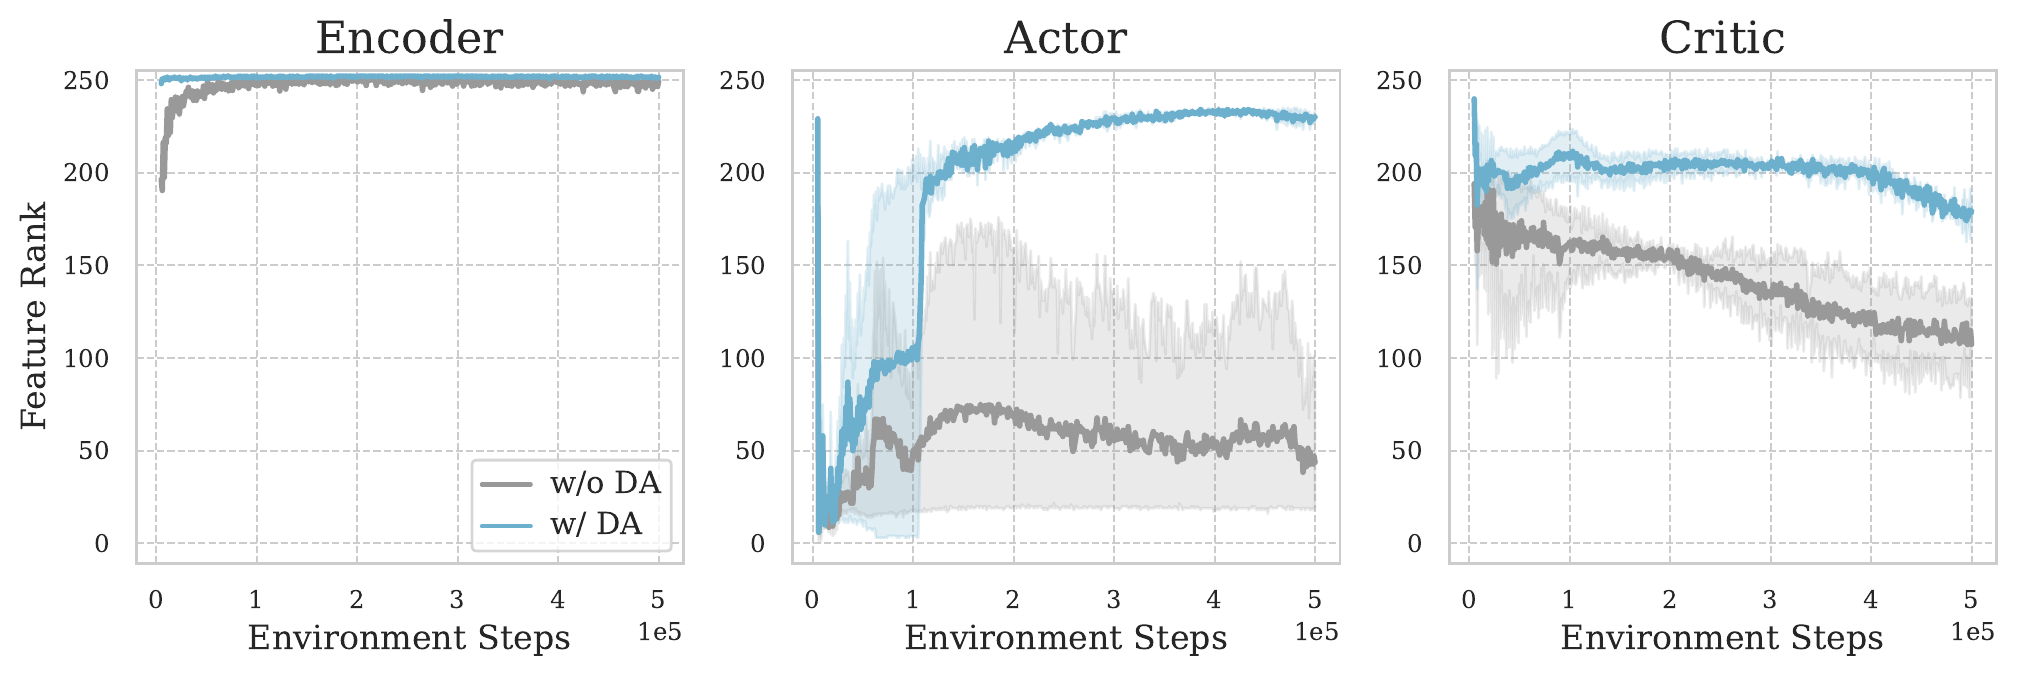 Encoder
Actor
Critic
Feature Rank
250
200
150
100
50
0
w/o DA
w/ DA
0 1 2 3 4 5
1e5
Environment Steps
250
200
150
100
50
0
0 1 2 3 4 5
1e5
Environment Steps
250
200
150
100
50
0
0 1 2 3 4 5
1e5
Environment Steps